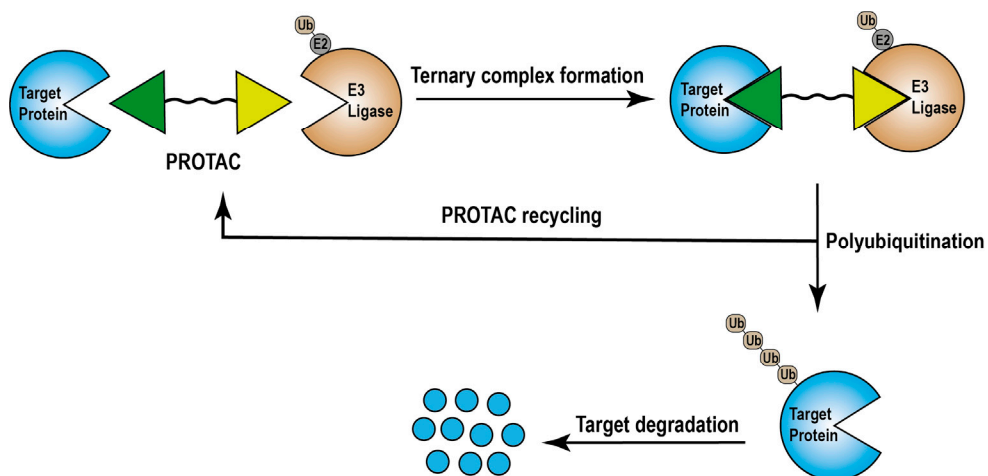 Ub
E2
Target
Protein
E3
Ligase
PROTAC
Ternary complex formation
Ub
E2
Target
Protein
E3
Ligase
PROTAC recycling
Polyubiquitination
Ub
Ub
Ub
Ub
Target
Protein
Target degradation